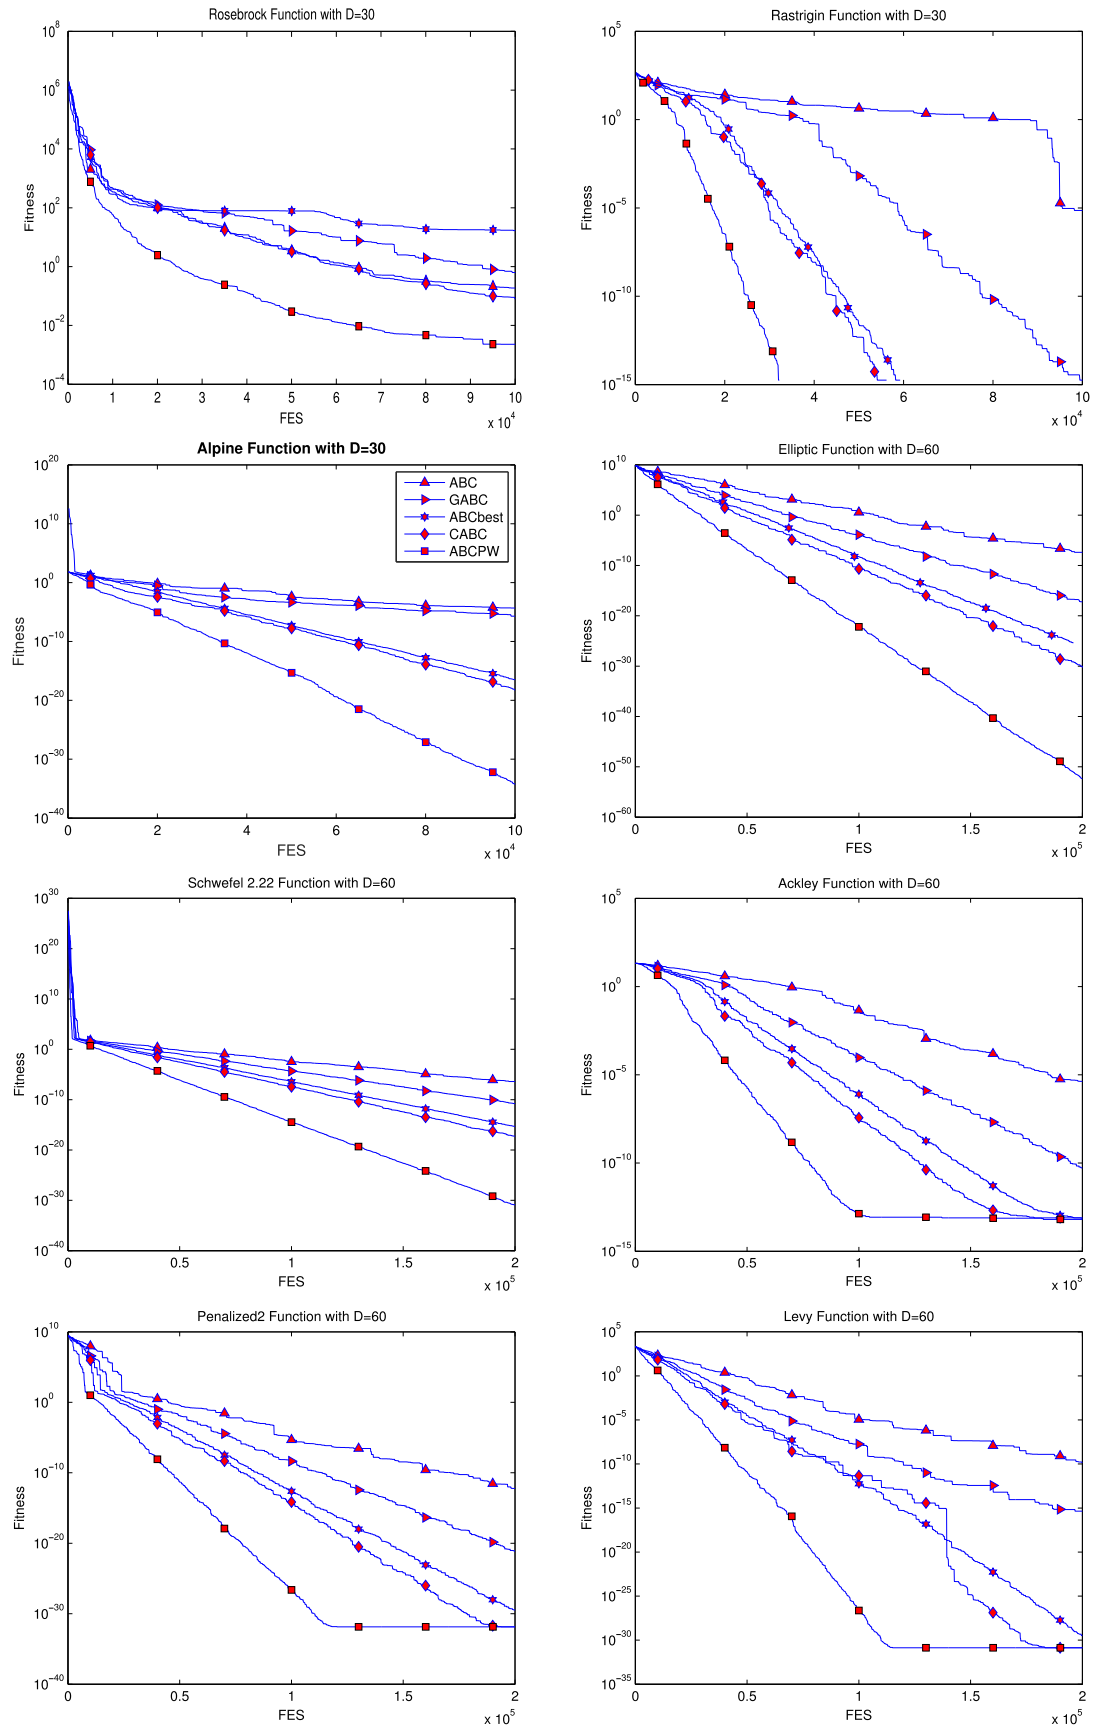 Rosebrock Function with D=30
10^8
10^6
10^4
10^2
10^0
10^-2
10^-4
Fitness
0 1 2 3 4 5 6 7 8 9 10
FES
x 10^4
Rastrigin Function with D=30
10^5
10^0
10^-5
10^-10
10^-15
Fitness
0 2 4 6 8 10
FES
x 10^4
Alpine Function with D=30
10^20
10^10
10^0
10^-10
10^-20
10^-30
10^-40
Fitness
ABC
GABC
ABCbest
CABC
ABCPW
0 2 4 6 8 10
FES
x 10^4
Elliptic Function with D=60
10^10
10^0
10^-10
10^-20
10^-30
10^-40
10^-50
10^-60
Fitness
0 0.5 1 1.5 2
FES
x 10^5
Schwefel 2.22 Function with D=60
10^30
10^20
10^10
10^0
10^-10
10^-20
10^-30
10^-40
Fitness
0 0.5 1 1.5 2
FES
x 10^5
Ackley Function with D=60
10^5
10^0
10^-5
10^-10
10^-15
Fitness
0 0.5 1 1.5 2
FES
x 10^5
Penalized2 Function with D=60
10^10
10^0
10^-10
10^-20
10^-30
10^-40
Fitness
0 0.5 1 1.5 2
FES
x 10^5
Levy Function with D=60
10^5
10^0
10^-5
10^-10
10^-15
10^-20
10^-25
10^-30
10^-35
Fitness
0 0.5 1 1.5 2
FES
x 10^5